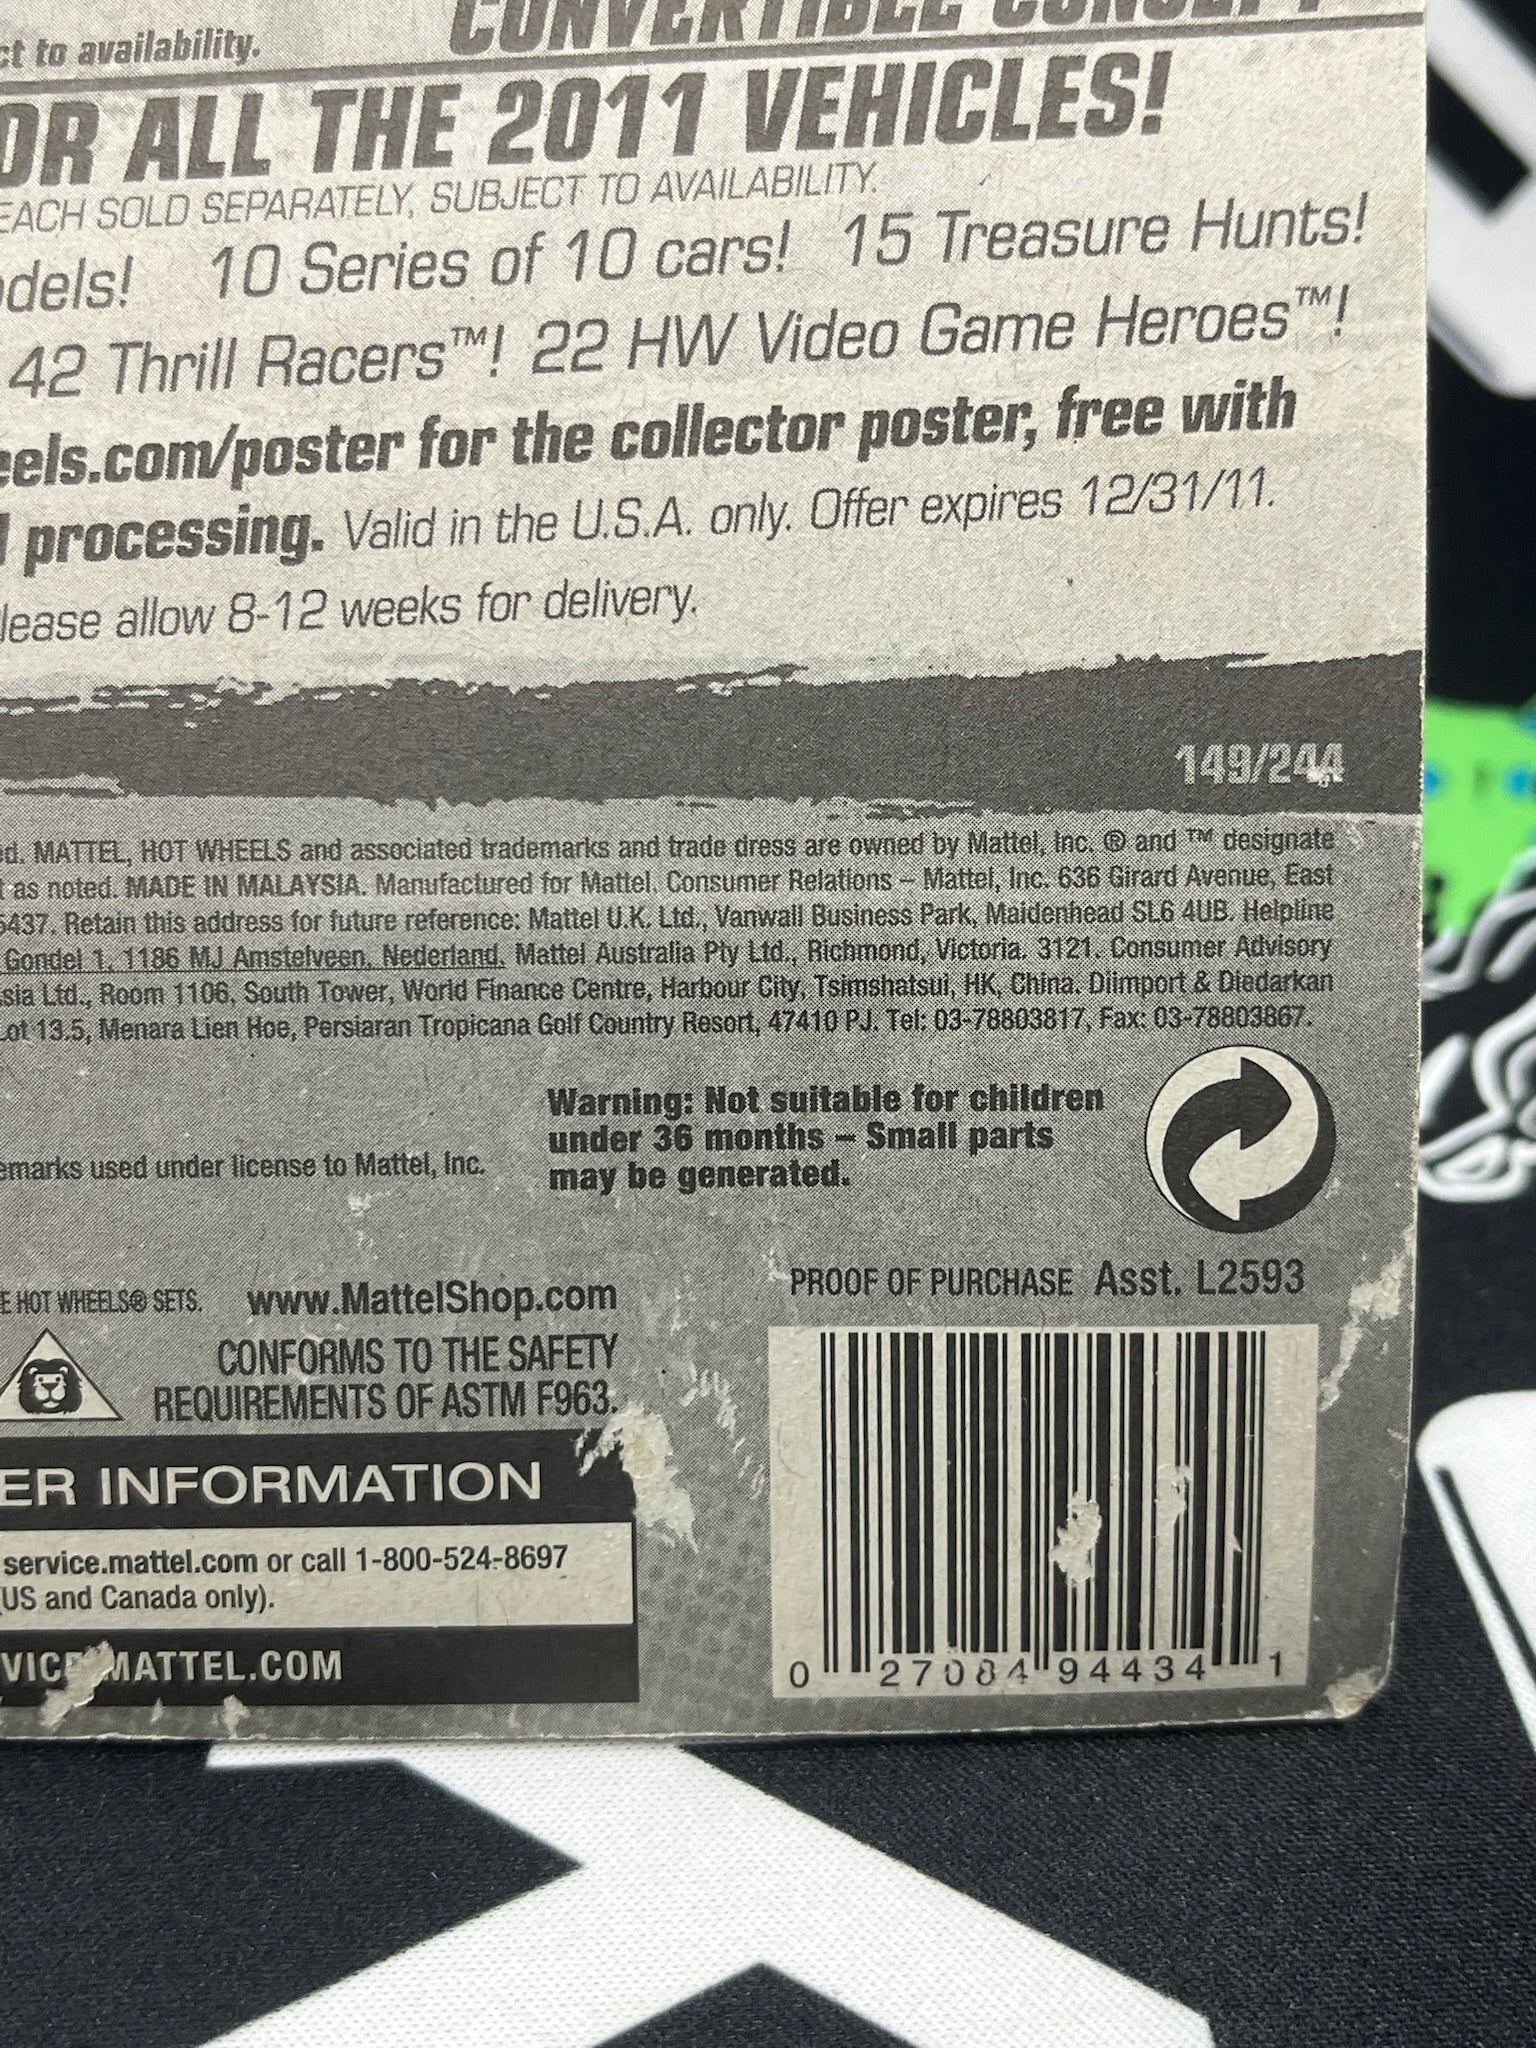 ct to availability.
CONVERTIBLE CONCEPT
OR ALL THE 2011 VEHICLES!
EACH SOLD SEPARATELY, SUBJECT TO AVAILABILITY.
odels! 10 Series of 10 cars! 15 Treasure Hunts!
42 Thrill Racers™! 22 HW Video Game Heroes™!
eels.com/poster for the collector poster, free with
d processing. Valid in the U.S.A. only. Offer expires 12/31/11.
lease allow 8-12 weeks for delivery.
149/244
ed. MATTEL, HOT WHEELS and associated trademarks and trade dress are owned by Mattel, Inc. ® and ™ designate
t as noted. MADE IN MALAYSIA. Manufactured for Mattel. Consumer Relations – Mattel, Inc. 636 Girard Avenue, East
5437. Retain this address for future reference: Mattel U.K. Ltd., Vanwall Business Park, Maidenhead SL6 4UB. Helpline
Gondel 1, 1186 MJ Amstelveen, Nederland. Mattel Australia Pty Ltd., Richmond, Victoria. 3121. Consumer Advisory
sia Ltd., Room 1106, South Tower, World Finance Centre, Harbour City, Tsimshatsui, HK, China. Diimport & Diedarkan
Lot 13.5, Menara Lien Hoe, Persiaran Tropicana Golf Country Resort, 47410 PJ. Tel: 03-78803817, Fax: 03-78803867.
Warning: Not suitable for children
under 36 months – Small parts
may be generated.
emarks used under license to Mattel, Inc.
PROOF OF PURCHASE Asst. L2593
E HOT WHEELS® SETS. www.MattelShop.com
CONFORMS TO THE SAFETY
REQUIREMENTS OF ASTM F963.
ER INFORMATION
service.mattel.com or call 1-800-524-8697
(US and Canada only).
VICE.MATTEL.COM
0 27084 94434 1